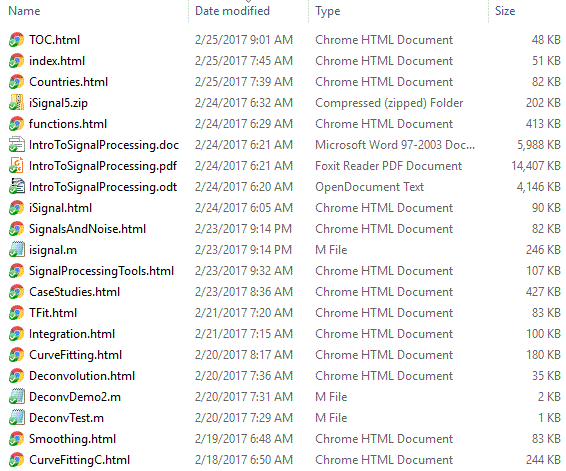 Name Date modified Type Size
TOC.html 2/25/2017 9:01 AM Chrome HTML Document 48 KB
index.html 2/25/2017 7:45 AM Chrome HTML Document 51 KB
Countries.html 2/25/2017 7:39 AM Chrome HTML Document 82 KB
iSignal5.zip 2/24/2017 6:32 AM Compressed (zipped) Folder 202 KB
functions.html 2/24/2017 6:29 AM Chrome HTML Document 413 KB
IntroToSignalProcessing.doc 2/24/2017 6:21 AM Microsoft Word 97-2003 Doc... 5,988 KB
IntroToSignalProcessing.pdf 2/24/2017 6:21 AM Foxit Reader PDF Document 14,407 KB
IntroToSignalProcessing.odt 2/24/2017 6:20 AM OpenDocument Text 4,146 KB
iSignal.html 2/24/2017 6:05 AM Chrome HTML Document 90 KB
SignalsAndNoise.html 2/23/2017 9:14 PM Chrome HTML Document 82 KB
isignal.m 2/23/2017 9:14 PM M File 246 KB
SignalProcessingTools.html 2/23/2017 9:32 AM Chrome HTML Document 107 KB
CaseStudies.html 2/23/2017 8:36 AM Chrome HTML Document 427 KB
TFit.html 2/21/2017 7:20 AM Chrome HTML Document 83 KB
Integration.html 2/21/2017 7:15 AM Chrome HTML Document 100 KB
CurveFitting.html 2/20/2017 8:17 AM Chrome HTML Document 180 KB
Deconvolution.html 2/20/2017 7:36 AM Chrome HTML Document 35 KB
DeconvDemo2.m 2/20/2017 7:31 AM M File 2 KB
DeconvTest.m 2/20/2017 7:29 AM M File 1 KB
Smoothing.html 2/19/2017 6:48 AM Chrome HTML Document 83 KB
CurveFittingC.html 2/18/2017 6:50 AM Chrome HTML Document 244 KB